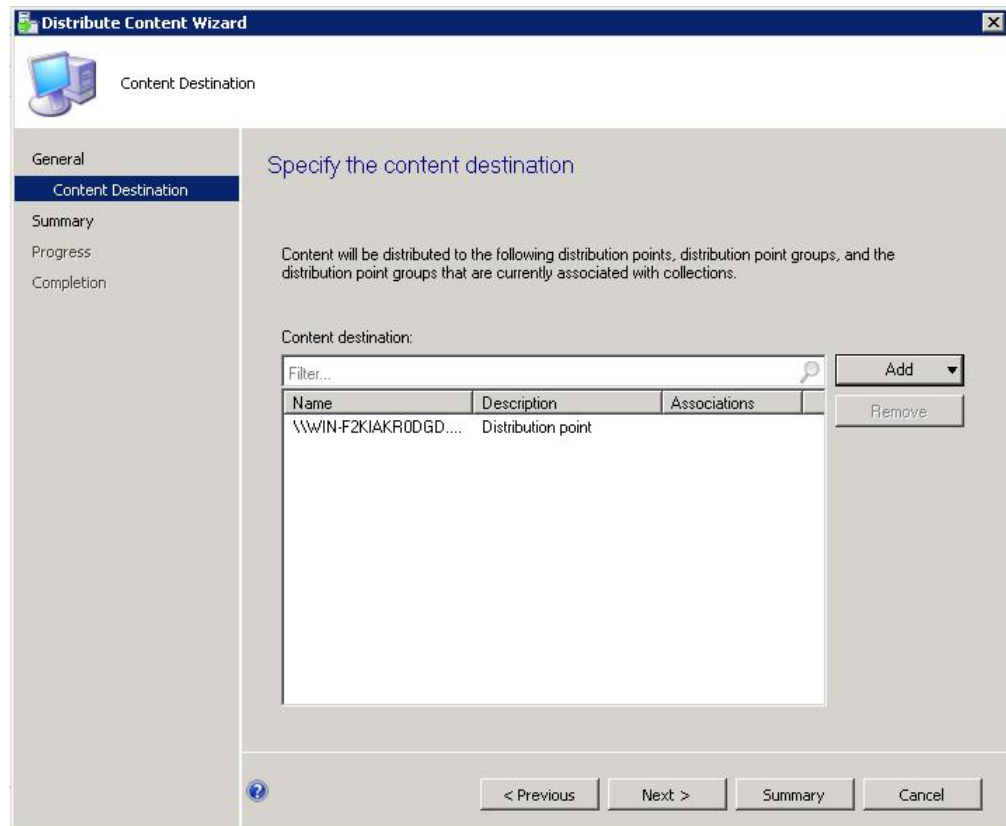 Distribute Content Wizard
Content Destination
General
Content Destination
Summary
Progress
Completion
Specify the content destination
Content will be distributed to the following distribution points, distribution point groups, and the
distribution point groups that are currently associated with collections.
Content destination:
Filter...
Add
Remove
Name Description Associations
\\WIN-F2KIAKR0DGD.... Distribution point
< Previous Next > Summary Cancel